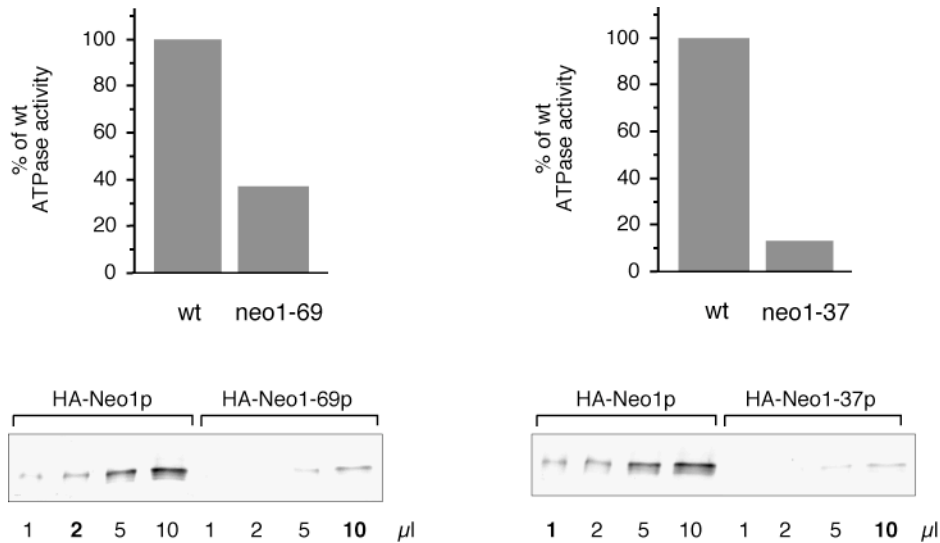 % of wt
ATPase activity
100
80
60
40
20
0
wt neo1-69
% of wt
ATPase activity
100
80
60
40
20
0
wt neo1-37
HA-Neo1p HA-Neo1-69p
1 2 5 10 1 2 5 10 µl
HA-Neo1p HA-Neo1-37p
1 2 5 10 1 2 5 10 µl